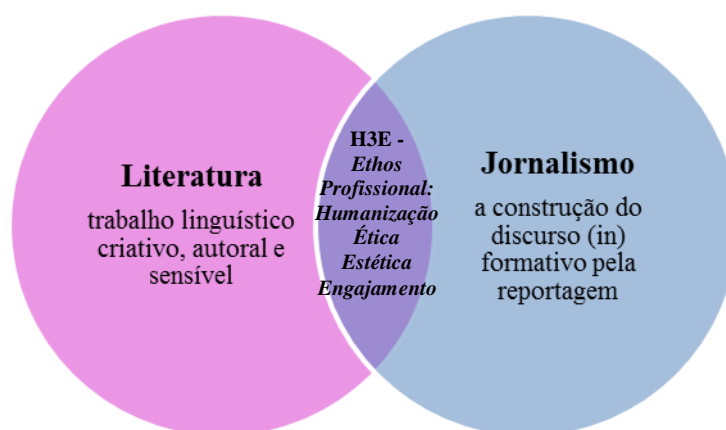 Literatura
trabalho linguístico
criativo, autoral e
sensível
H3E -
Ethos
Profissional:
Humanização
Ética
Estética
Engajamento
Jornalismo
a construção do
discurso (in)
formativo pela
reportagem